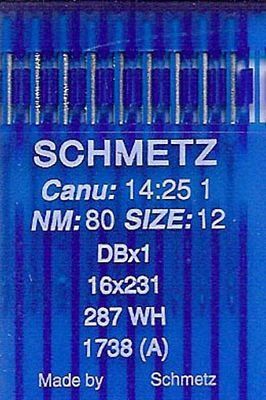 SCHMETZ
Canu: 14:25 1
NM: 80 SIZE: 12
DBx1
16x231
287 WH
1738 (A)
Made by Schmetz